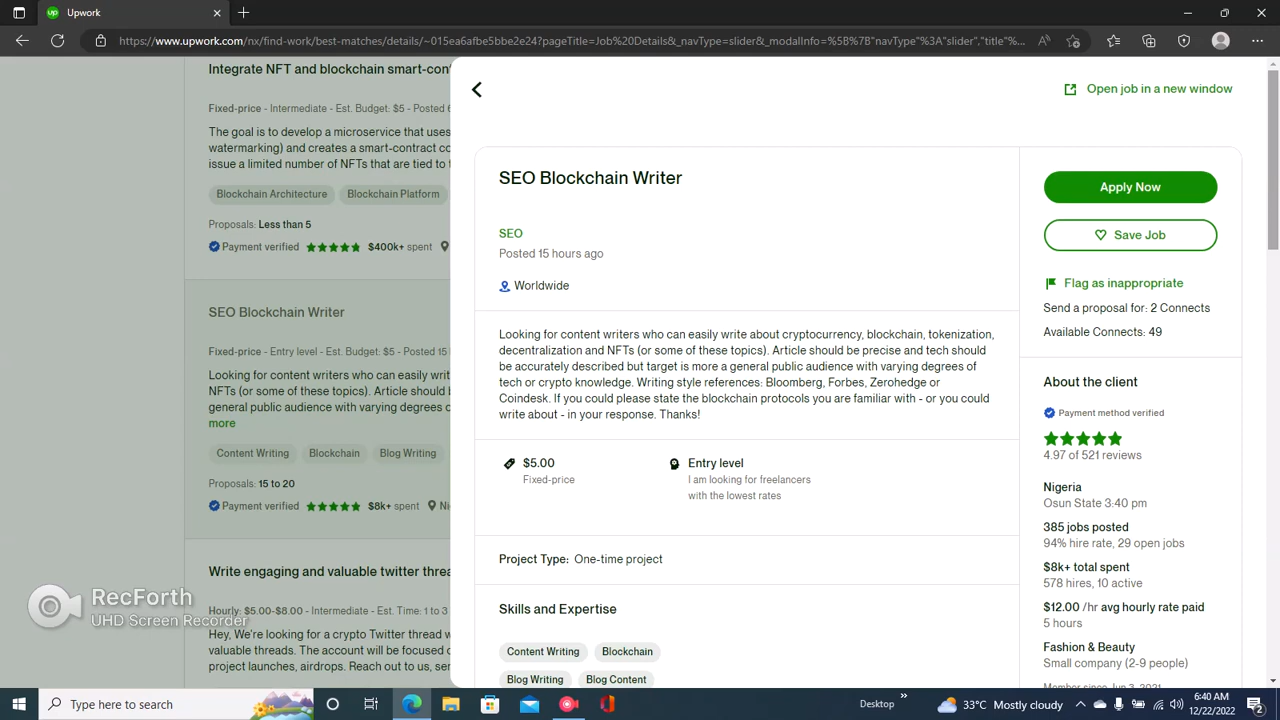 Upwork
https://www.upwork.com/nx/find-work/best-matches/details/~015ea6afbe5bbe2e24?pageTitle=Job%20Details&_navType=slider&_modalInfo=%5B%7B"navType"%3A"slider","title"%...
Integrate NFT and blockchain smart-con
Fixed-price - Intermediate - Est. Budget: $5 - Posted 6
The goal is to develop a microservice that uses
watermarking) and creates a smart-contract co
issue a limited number of NFTs that are tied to
Blockchain Architecture
Blockchain Platform
Proposals: Less than 5
Payment verified $400k+ spent
SEO Blockchain Writer
Fixed-price - Entry level - Est. Budget: $5 - Posted 15
Looking for content writers who can easily writ
NFTs (or some of these topics). Article should b
general public audience with varying degrees o
more
Content Writing
Blockchain
Blog Writing
Proposals: 15 to 20
Payment verified $8k+ spent Ni
Write engaging and valuable twitter threa
Hourly: $5.00-$8.00 - Intermediate - Est. Time: 1 to 3
Hey, We're looking for a crypto Twitter thread w
valuable threads. The account will be focused o
project launches, airdrops. Reach out to us, ser
RecForth
UHD Screen Recorder
Open job in a new window
SEO Blockchain Writer
SEO
Posted 15 hours ago
Worldwide
Looking for content writers who can easily write about cryptocurrency, blockchain, tokenization,
decentralization and NFTs (or some of these topics). Article should be precise and tech should
be accurately described but target is more a general public audience with varying degrees of
tech or crypto knowledge. Writing style references: Bloomberg, Forbes, Zerohedge or
Coindesk. If you could please state the blockchain protocols you are familiar with - or you could
write about - in your response. Thanks!
$5.00
Fixed-price
Entry level
I am looking for freelancers
with the lowest rates
Project Type: One-time project
Skills and Expertise
Content Writing
Blockchain
Blog Writing
Blog Content
Apply Now
Save Job
Flag as inappropriate
Send a proposal for: 2 Connects
Available Connects: 49
About the client
Payment method verified
4.97 of 521 reviews
Nigeria
Osun State 3:40 pm
385 jobs posted
94% hire rate, 29 open jobs
$8k+ total spent
578 hires, 10 active
$12.00 /hr avg hourly rate paid
5 hours
Fashion & Beauty
Small company (2-9 people)
Member since Jun 3, 2021
Type here to search
Desktop
33°C Mostly cloudy
6:40 AM
12/22/2022
2